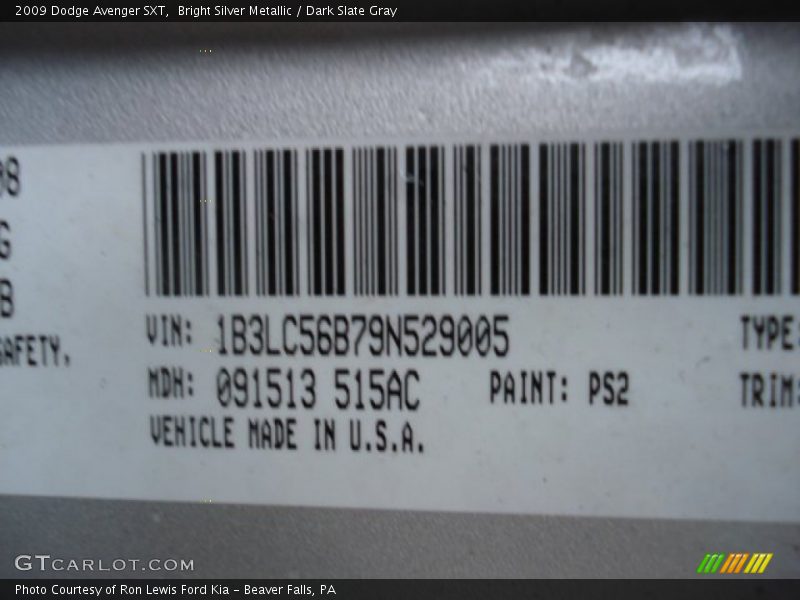 2009 Dodge Avenger SXT,  Bright Silver Metallic / Dark Slate Gray
08
G
B
SAFETY.
VIN: 1B3LC56B79N529005 TYPE:
MDH: 091513 515AC PAINT: PS2 TRIM:
VEHICLE MADE IN U.S.A.
GTCARLOT.COM
Photo Courtesy of Ron Lewis Ford Kia – Beaver Falls, PA